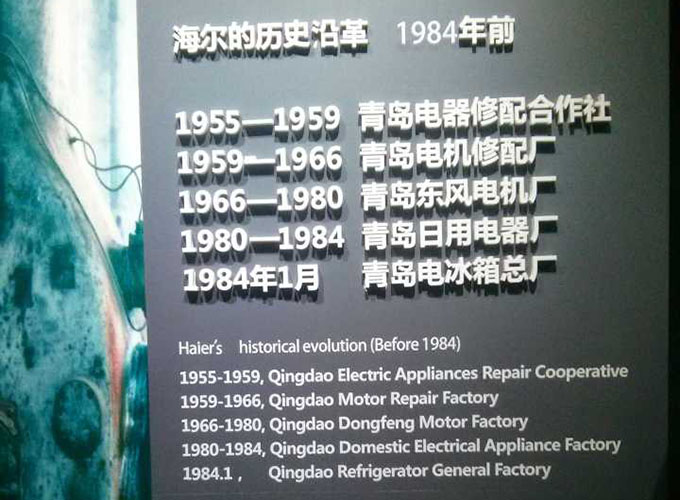 海尔的历史沿革 1984年前
1955—1959 青岛电器修配合作社
1959—1966 青岛电机修配厂
1966—1980 青岛东风电机厂
1980—1984 青岛日用电器厂
1984年1月 青岛电冰箱总厂
Haier's historical evolution (Before 1984)
1955-1959, Qingdao Electric Appliances Repair Cooperative
1959-1966, Qingdao Motor Repair Factory
1966-1980, Qingdao Dongfeng Motor Factory
1980-1984, Qingdao Domestic Electrical Appliance Factory
1984.1 , Qingdao Refrigerator General Factory